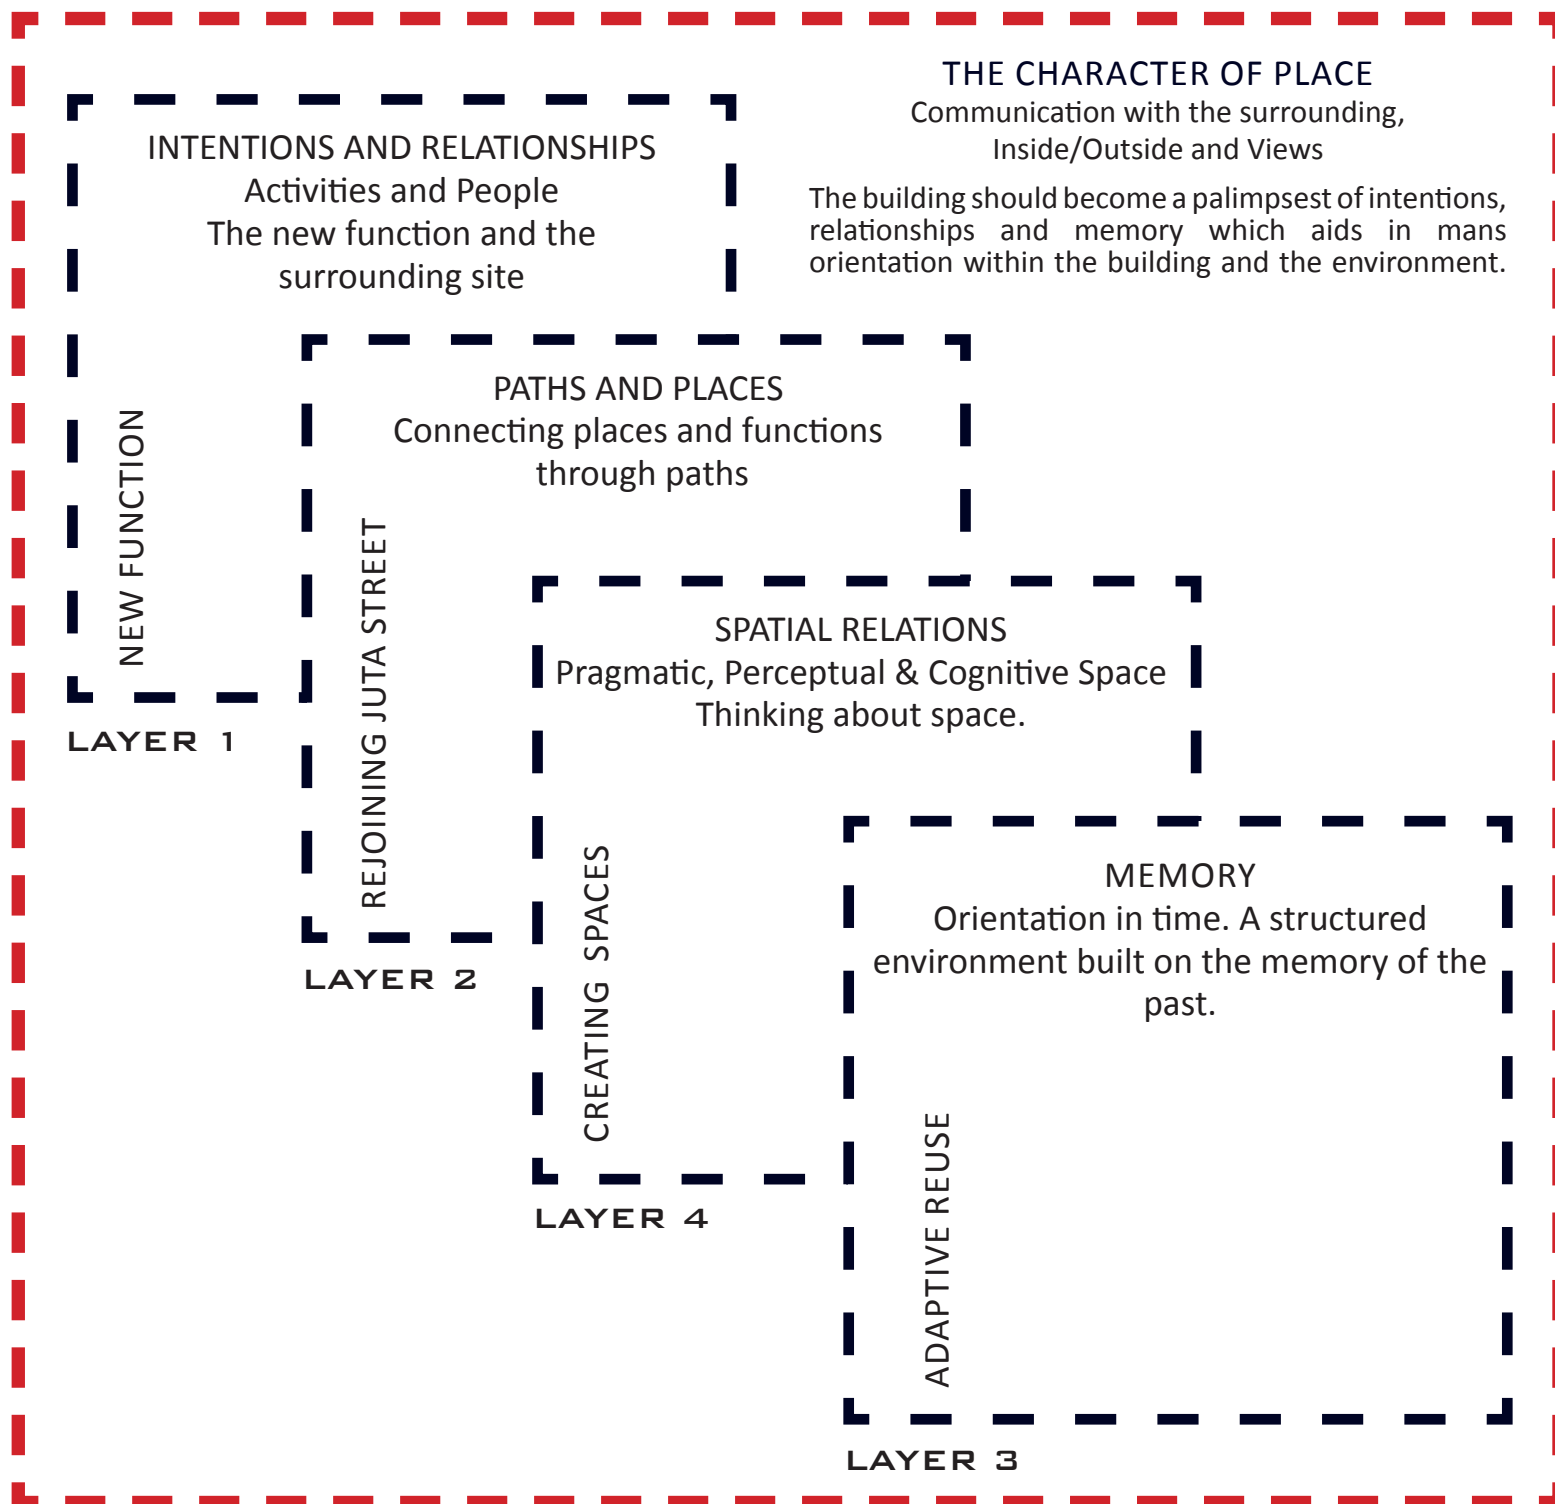 THE CHARACTER OF PLACE
Communication with the surrounding,
Inside/Outside and Views
The building should become a palimpsest of intentions,
relationships and memory which aids in mans
orientation within the building and the environment.
INTENTIONS AND RELATIONSHIPS
Activities and People
The new function and the
surrounding site
NEW FUNCTION
LAYER 1
PATHS AND PLACES
Connecting places and functions
through paths
REJOINING JUTA STREET
LAYER 2
SPATIAL RELATIONS
Pragmatic, Perceptual & Cognitive Space
Thinking about space.
CREATING SPACES
LAYER 4
MEMORY
Orientation in time. A structured
environment built on the memory of the
past.
ADAPTIVE REUSE
LAYER 3